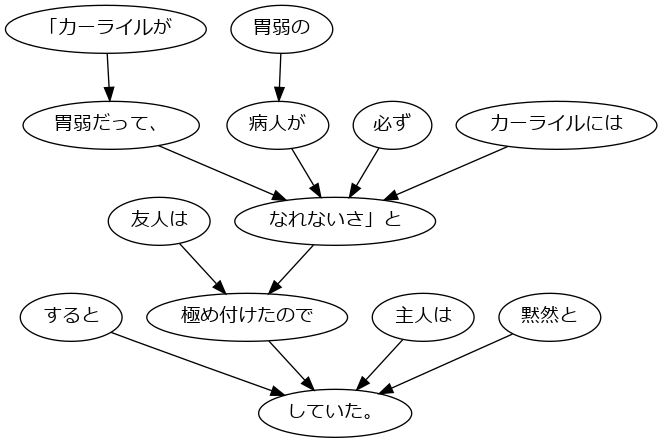 「カーライルが
胃弱の
胃弱だって、
病人が
必ず
カーライルには
友人は
なれないさ」と
すると
極め付けたので
主人は
黙然と
していた。